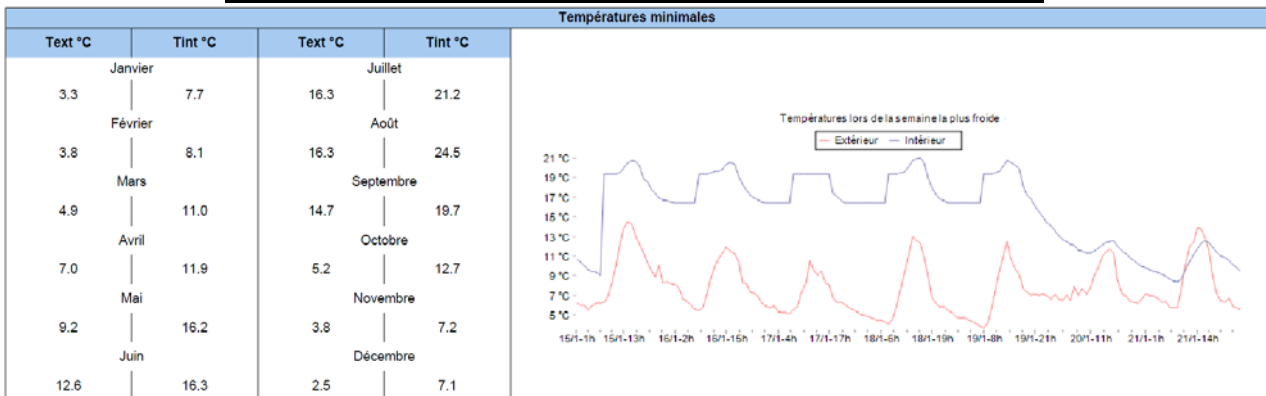 Températures minimales
Text °C Tint °C Text °C Tint °C
Janvier Juillet
3.3 7.7 16.3 21.2
Février Août
3.8 8.1 16.3 24.5
Mars Septembre
4.9 11.0 14.7 19.7
Avril Octobre
7.0 11.9 5.2 12.7
Mai Novembre
9.2 16.2 3.8 7.2
Juin Décembre
12.6 16.3 2.5 7.1
Températures lors de la semaine la plus froide
Extérieur Intérieur
21 °C
19 °C
17 °C
15 °C
13 °C
11 °C
9 °C
7 °C
5 °C
15/1-1h 15/1-13h 16/1-2h 16/1-15h 17/1-4h 17/1-17h 18/1-6h 18/1-19h 19/1-8h 19/1-21h 20/1-11h 21/1-1h 21/1-14h